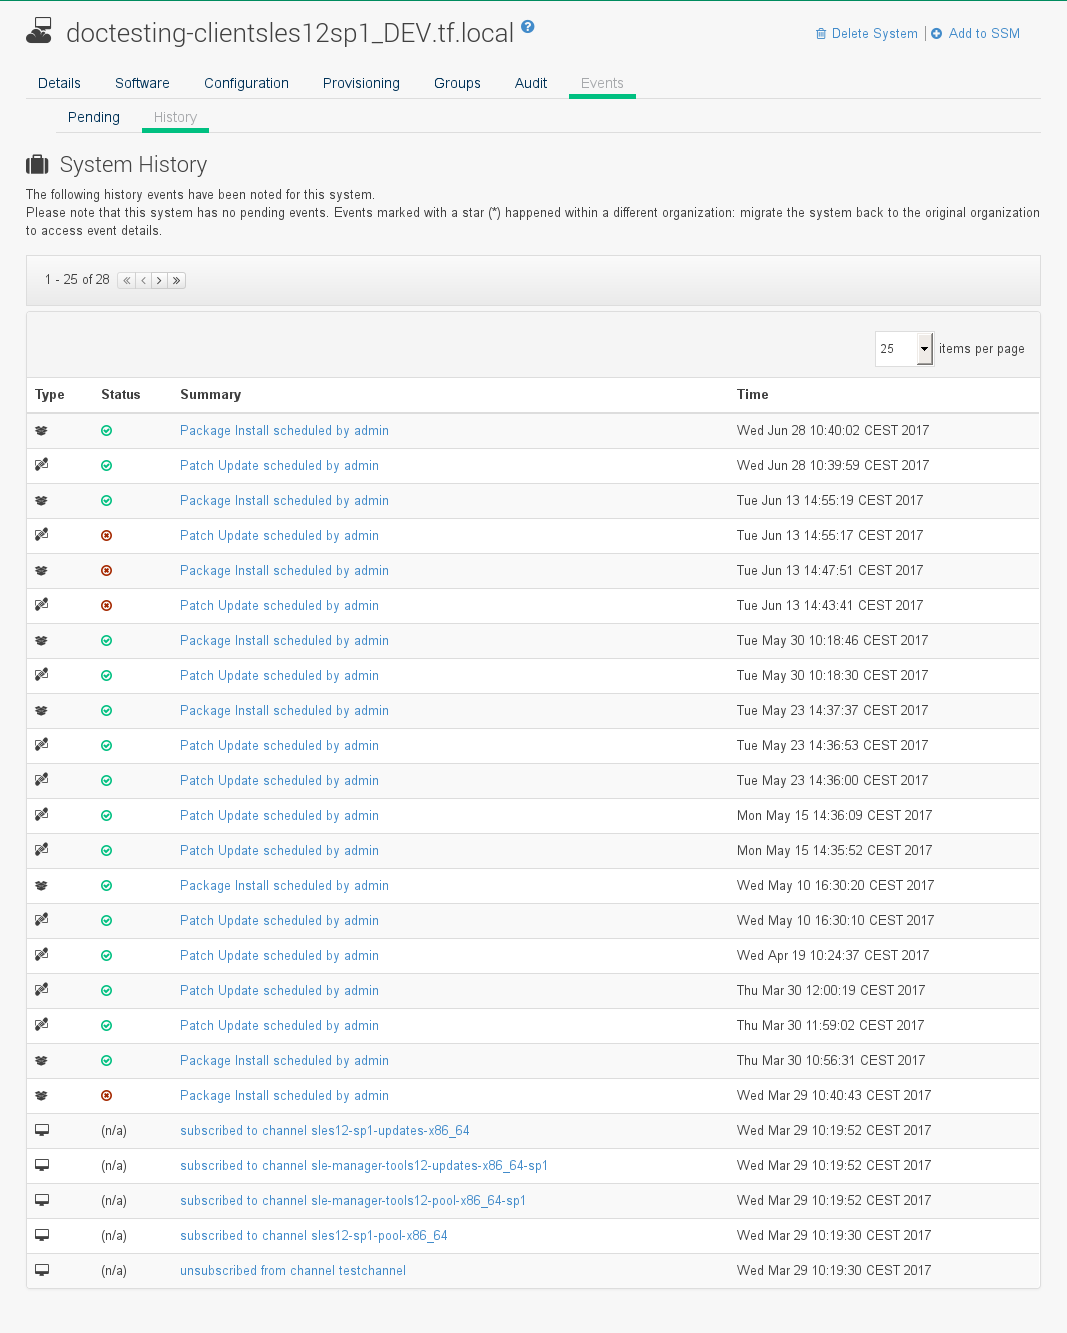 doctesting-clientsles12sp1_DEV.tf.local ?
Delete System | Add to SSM
Details Software Configuration Provisioning Groups Audit Events
Pending History
System History
The following history events have been noted for this system.
Please note that this system has no pending events. Events marked with a star (*) happened within a different organization: migrate the system back to the original organization
to access event details.
1 - 25 of 28 « ‹ › »
25 items per page
Type Status Summary Time
Package Install scheduled by admin Wed Jun 28 10:40:02 CEST 2017
Patch Update scheduled by admin Wed Jun 28 10:39:59 CEST 2017
Package Install scheduled by admin Tue Jun 13 14:55:19 CEST 2017
Patch Update scheduled by admin Tue Jun 13 14:55:17 CEST 2017
Package Install scheduled by admin Tue Jun 13 14:47:51 CEST 2017
Patch Update scheduled by admin Tue Jun 13 14:43:41 CEST 2017
Package Install scheduled by admin Tue May 30 10:18:46 CEST 2017
Patch Update scheduled by admin Tue May 30 10:18:30 CEST 2017
Package Install scheduled by admin Tue May 23 14:37:37 CEST 2017
Patch Update scheduled by admin Tue May 23 14:36:53 CEST 2017
Patch Update scheduled by admin Tue May 23 14:36:00 CEST 2017
Patch Update scheduled by admin Mon May 15 14:36:09 CEST 2017
Patch Update scheduled by admin Mon May 15 14:35:52 CEST 2017
Package Install scheduled by admin Wed May 10 16:30:20 CEST 2017
Patch Update scheduled by admin Wed May 10 16:30:10 CEST 2017
Patch Update scheduled by admin Wed Apr 19 10:24:37 CEST 2017
Patch Update scheduled by admin Thu Mar 30 12:00:19 CEST 2017
Patch Update scheduled by admin Thu Mar 30 11:59:02 CEST 2017
Package Install scheduled by admin Thu Mar 30 10:56:31 CEST 2017
Package Install scheduled by admin Wed Mar 29 10:40:43 CEST 2017
(n/a) subscribed to channel sles12-sp1-updates-x86_64 Wed Mar 29 10:19:52 CEST 2017
(n/a) subscribed to channel sle-manager-tools12-updates-x86_64-sp1 Wed Mar 29 10:19:52 CEST 2017
(n/a) subscribed to channel sle-manager-tools12-pool-x86_64-sp1 Wed Mar 29 10:19:52 CEST 2017
(n/a) subscribed to channel sles12-sp1-pool-x86_64 Wed Mar 29 10:19:30 CEST 2017
(n/a) unsubscribed from channel testchannel Wed Mar 29 10:19:30 CEST 2017